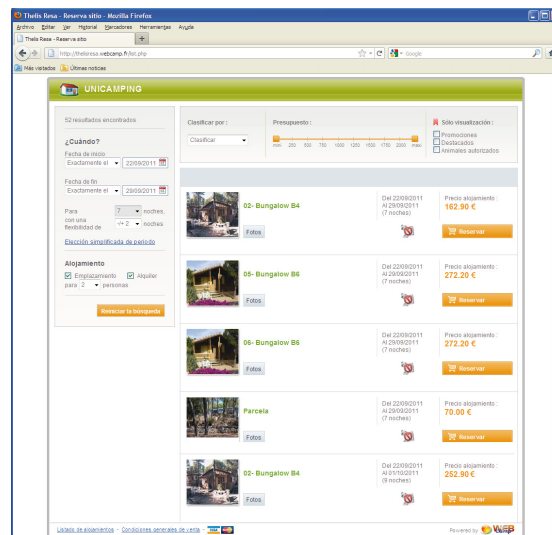 Thelis Resa - Reserva sitio - Mozilla Firefox
Archivo Editar Ver Historial Marcadores Herramientas Ayuda
Thelis Resa - Reserva sitio +
http://thelisresa.webcamp.fr/list.php
Google
Más visitados Últimas noticias
UNICAMPING
52 resultados encontrados
¿Cuándo?
Fecha de inicio
Exactamente el 22/09/2011
Fecha de fin
Exactamente el 29/09/2011
Para 7 noches,
con una
flexibilidad de -/+ 2 noches
Elección simplificada de periodo
Alojamiento
Emplazamiento Alquiler
para 2 personas
Reiniciar la búsqueda
Clasificar por :
Clasificar
Presupuesto :
min 250 500 750 1000 1250 1500 1750 2000 maxi
Sólo visualización :
Promociones
Destacados
Animales autorizados
02- Bungalow B4
Fotos
Del 22/09/2011
Al 29/09/2011
(7 noches)
Precio alojamiento :
162.90 €
Reservar
05- Bungalow B6
Fotos
Del 22/09/2011
Al 29/09/2011
(7 noches)
Precio alojamiento :
272.20 €
Reservar
06- Bungalow B6
Fotos
Del 22/09/2011
Al 29/09/2011
(7 noches)
Precio alojamiento :
272.20 €
Reservar
Parcela
Fotos
Del 22/09/2011
Al 29/09/2011
(7 noches)
Precio alojamiento :
70.00 €
Reservar
02- Bungalow B4
Fotos
Del 22/09/2011
Al 01/10/2011
(9 noches)
Precio alojamiento :
252.90 €
Reservar
Listado de alojamientos - Condiciones generales de venta - VISA
Powered by WEB Camp